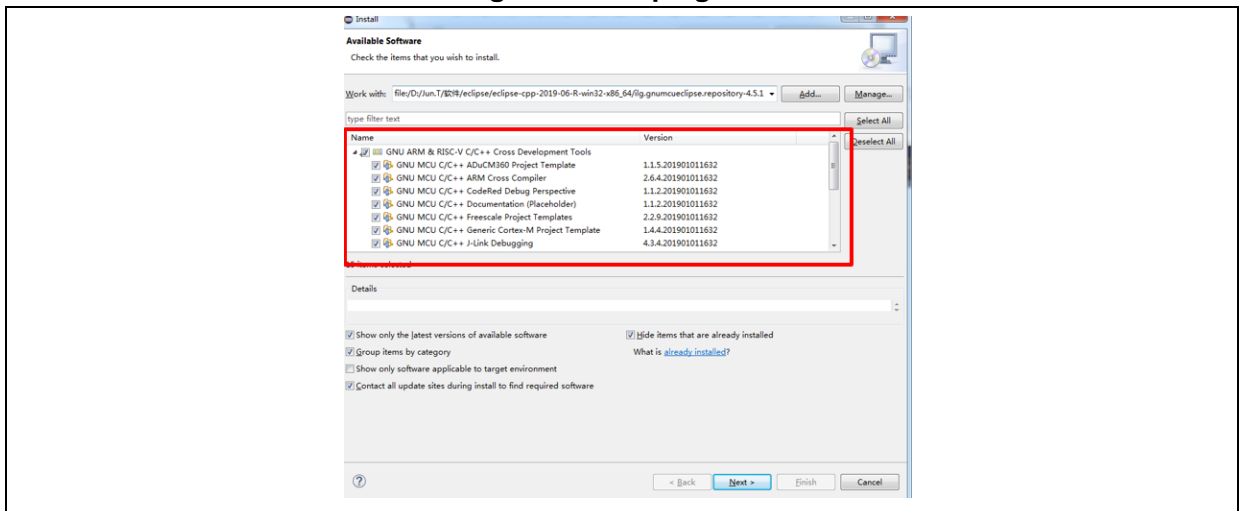 Install
Available Software
Check the items that you wish to install.
Work with: file:/D:/Jun.T/软件/eclipse/eclipse-cpp-2019-06-R-win32-x86_64/ilg.gnumcueclipse.repository-4.5.1 Add... Manage...
type filter text Select All
Name Version Deselect All
GNU ARM & RISC-V C/C++ Cross Development Tools
GNU MCU C/C++ ADuCM360 Project Template 1.1.5.201901011632
GNU MCU C/C++ ARM Cross Compiler 2.6.4.201901011632
GNU MCU C/C++ CodeRed Debug Perspective 1.1.2.201901011632
GNU MCU C/C++ Documentation (Placeholder) 1.1.2.201901011632
GNU MCU C/C++ Freescale Project Templates 2.2.9.201901011632
GNU MCU C/C++ Generic Cortex-M Project Template 1.4.4.201901011632
GNU MCU C/C++ J-Link Debugging 4.3.4.201901011632
items selected
Details
Show only the latest versions of available software Hide items that are already installed
Group items by category What is already installed?
Show only software applicable to target environment
Contact all update sites during install to find required software
< Back Next > Finish Cancel